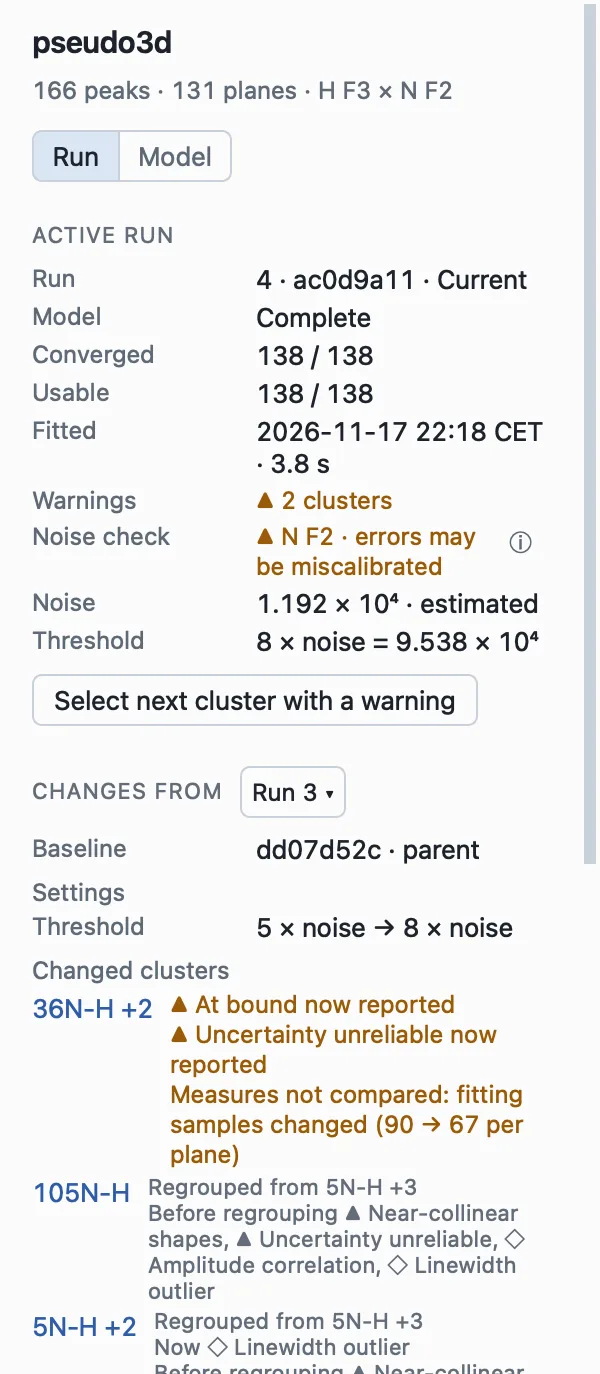 pseudo3d
166 peaks · 131 planes · H F3 × N F2
Run Model
ACTIVE RUN
Run 4 · ac0d9a11 · Current
Model Complete
Converged 138 / 138
Usable 138 / 138
Fitted 2026-11-17 22:18 CET
· 3.8 s
Warnings ▲ 2 clusters
Noise check ▲ N F2 · errors may ⓘ
be miscalibrated
Noise 1.192 × 10⁴ · estimated
Threshold 8 × noise = 9.538 × 10⁴
Select next cluster with a warning
CHANGES FROM Run 3 ▾
Baseline dd07d52c · parent
Settings
Threshold 5 × noise → 8 × noise
Changed clusters
36N-H +2 ▲ At bound now reported
▲ Uncertainty unreliable now
reported
Measures not compared: fitting
samples changed (90 → 67 per
plane)
105N-H Regrouped from 5N-H +3
Before regrouping ▲ Near-collinear
shapes, ▲ Uncertainty unreliable, ◇
Amplitude correlation, ◇ Linewidth
outlier
5N-H +2 Regrouped from 5N-H +3
Now ◇ Linewidth outlier
Before regrouping ▲ Near-collinear